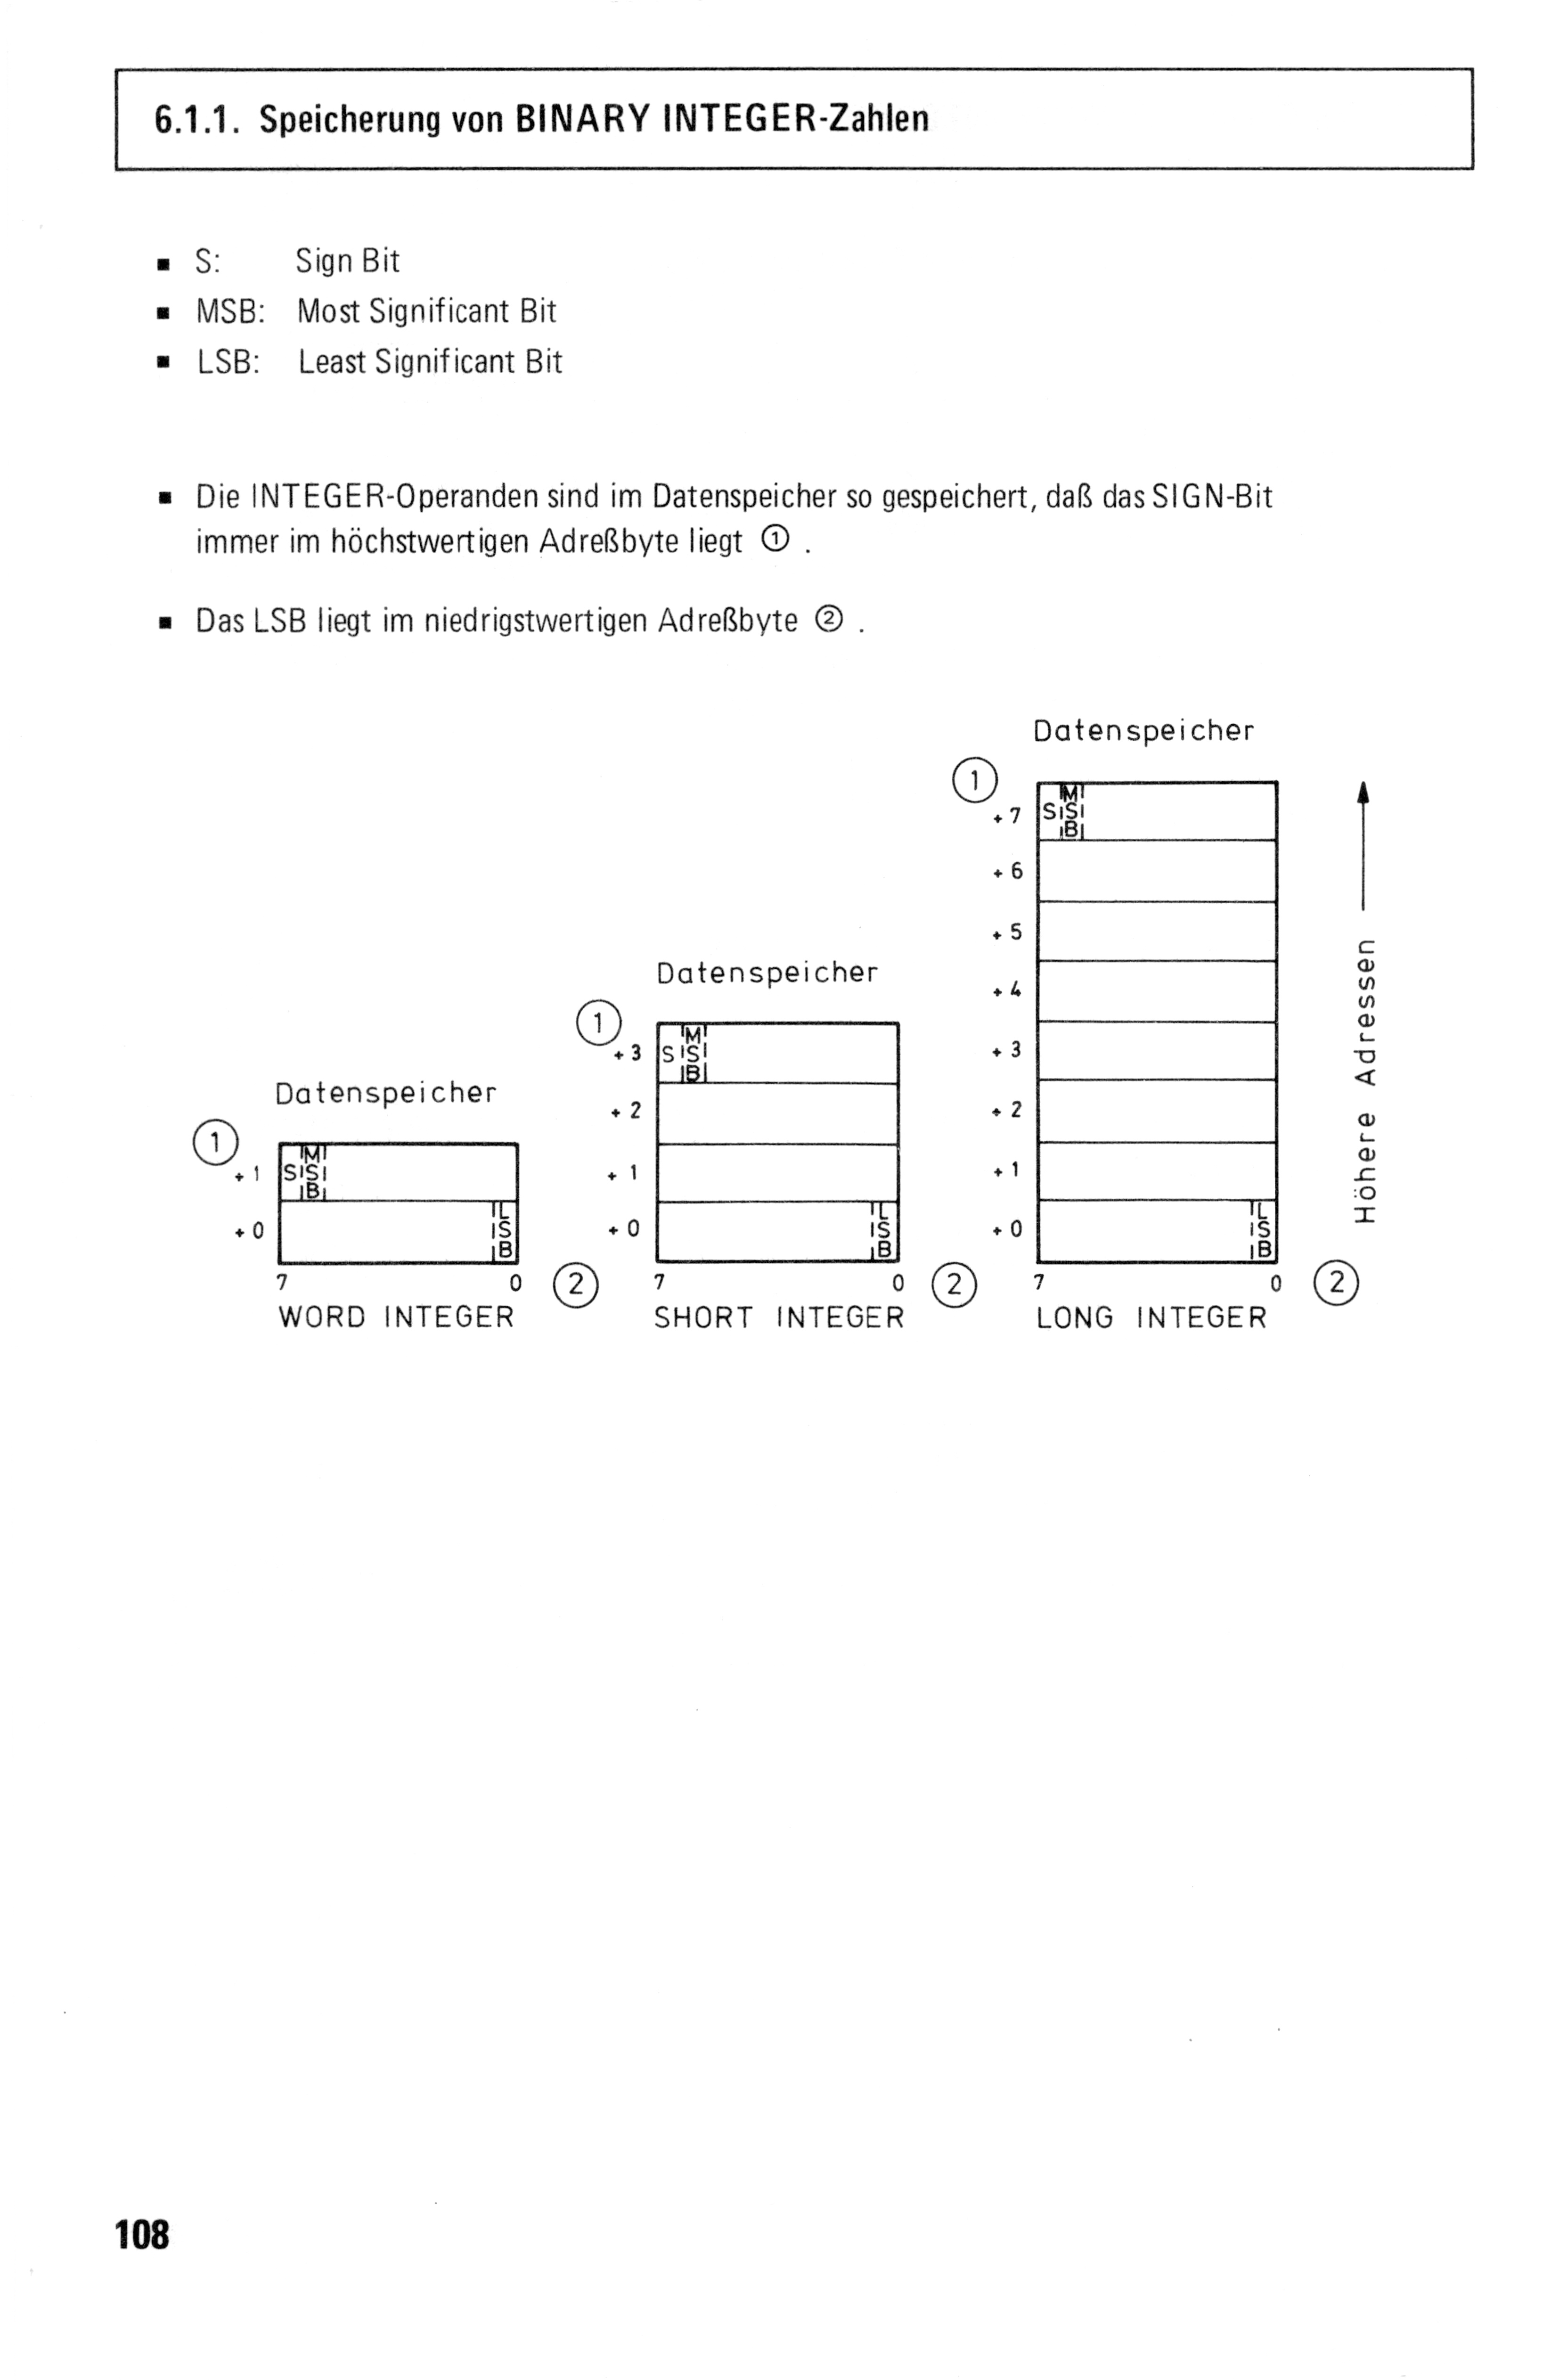 6.1.1. Speicherung von BINARY INTEGER-Zahlen
▪ S: Sign Bit
▪ MSB: Most Significant Bit
▪ LSB: Least Significant Bit
▪ Die INTEGER-Operanden sind im Datenspeicher so gespeichert, daß das SIGN-Bit
immer im höchstwertigen Adreßbyte liegt ① .
▪ Das LSB liegt im niedrigstwertigen Adreßbyte ② .
Datenspeicher
①
+ 1 S MSB
+ 0 LSB
7 0 ②
WORD INTEGER
Datenspeicher
①
+ 3 S MSB
+ 2
+ 1
+ 0 LSB
7 0 ②
SHORT INTEGER
Datenspeicher
①
+ 7 S MSB
+ 6
+ 5
+ 4
+ 3
+ 2
+ 1
+ 0 LSB
7 0 ②
LONG INTEGER
Höhere Adressen
108